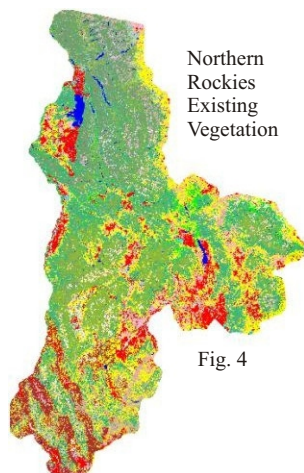 Northern
Rockies
Existing
Vegetation
Fig. 4